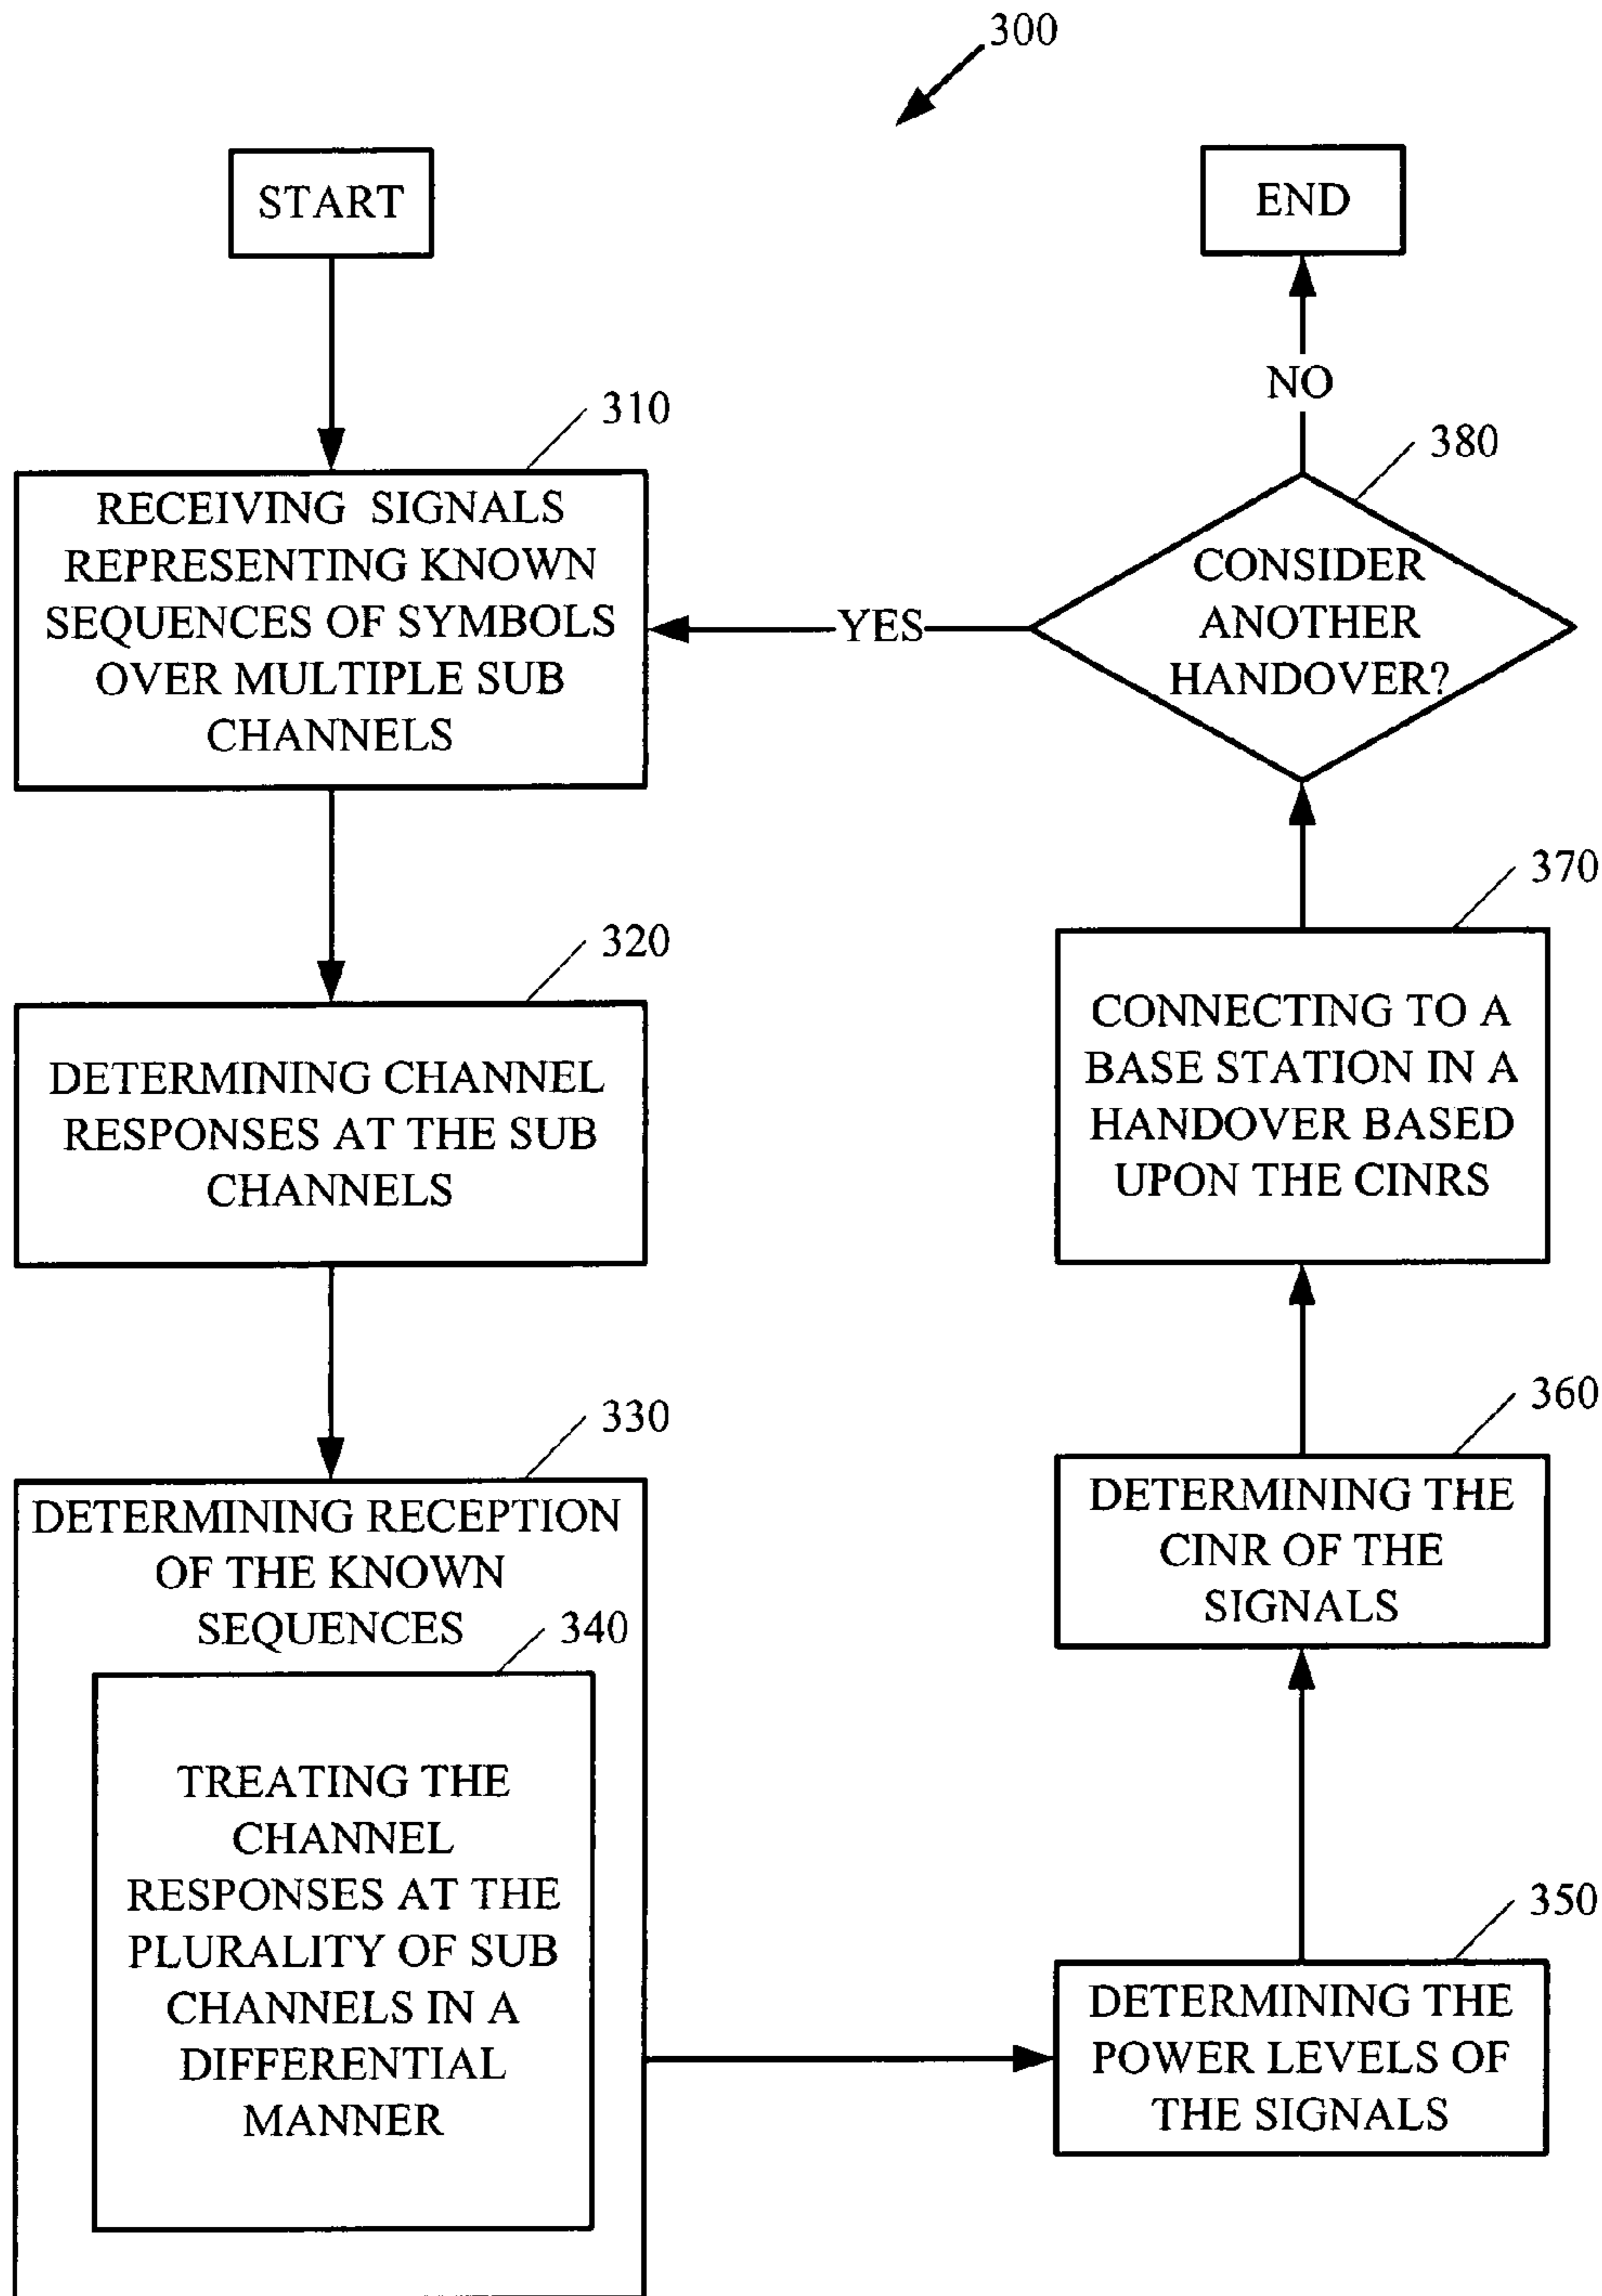 300
START
310
RECEIVING SIGNALS
REPRESENTING KNOWN
SEQUENCES OF SYMBOLS
OVER MULTIPLE SUB
CHANNELS
320
DETERMINING CHANNEL
RESPONSES AT THE SUB
CHANNELS
330
DETERMINING RECEPTION
OF THE KNOWN
SEQUENCES
340
TREATING THE
CHANNEL
RESPONSES AT THE
PLURALITY OF SUB
CHANNELS IN A
DIFFERENTIAL
MANNER
350
DETERMINING THE
POWER LEVELS OF
THE SIGNALS
360
DETERMINING THE
CINR OF THE
SIGNALS
370
CONNECTING TO A
BASE STATION IN A
HANDOVER BASED
UPON THE CINRS
380
CONSIDER
ANOTHER
HANDOVER?
YES
NO
END